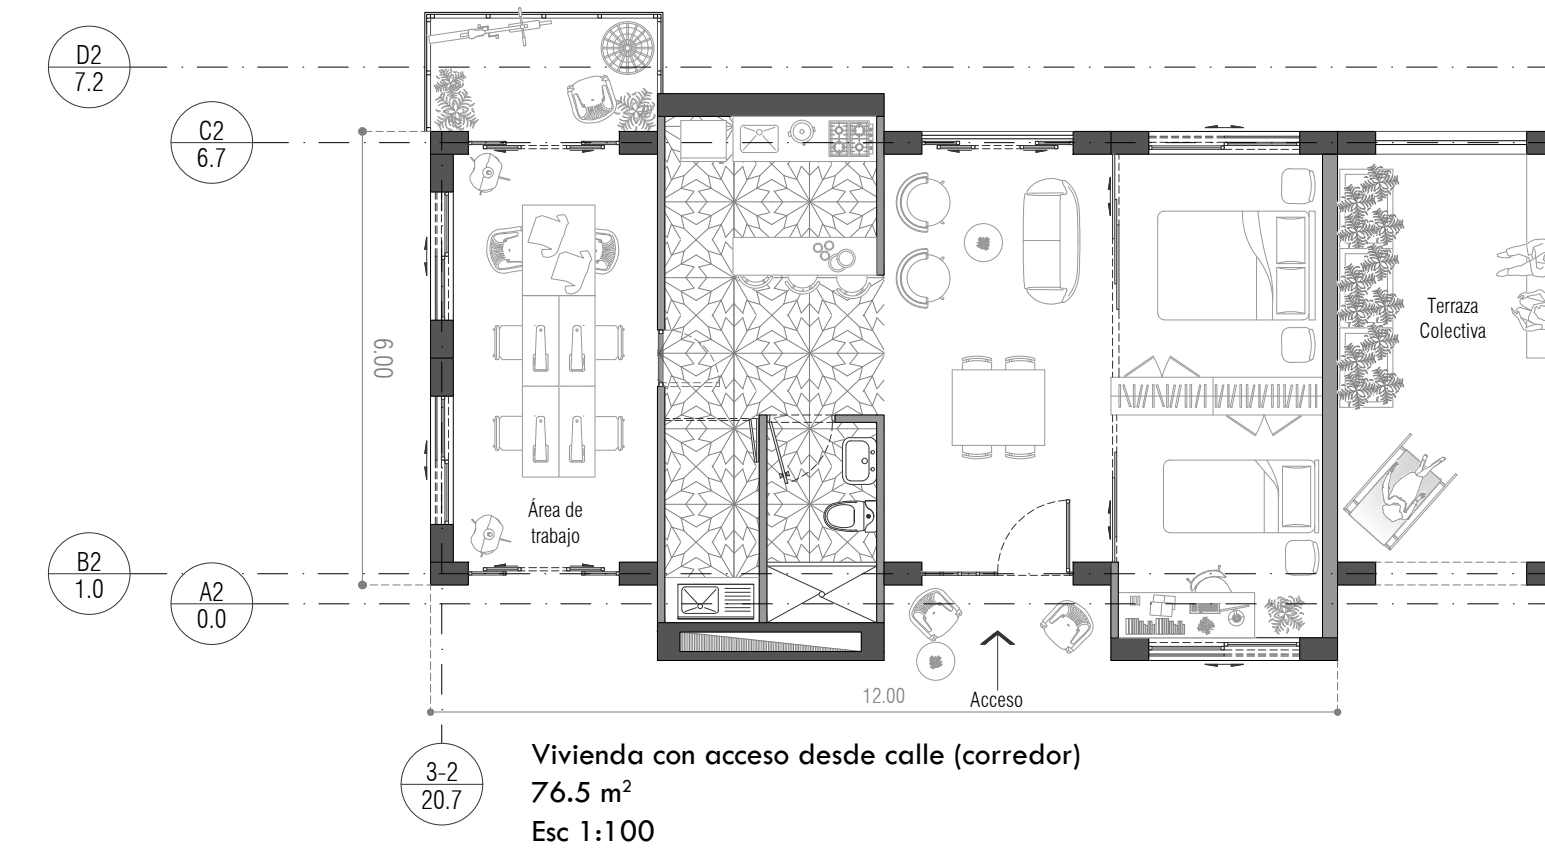 D2
7.2
C2
6.7
6.00
Terraza
Colectiva
Área de
trabajo
B2
1.0
A2
0.0
12.00
Acceso
3-2
20.7
Vivienda con acceso desde calle (corredor)
76.5 m²
Esc 1:100